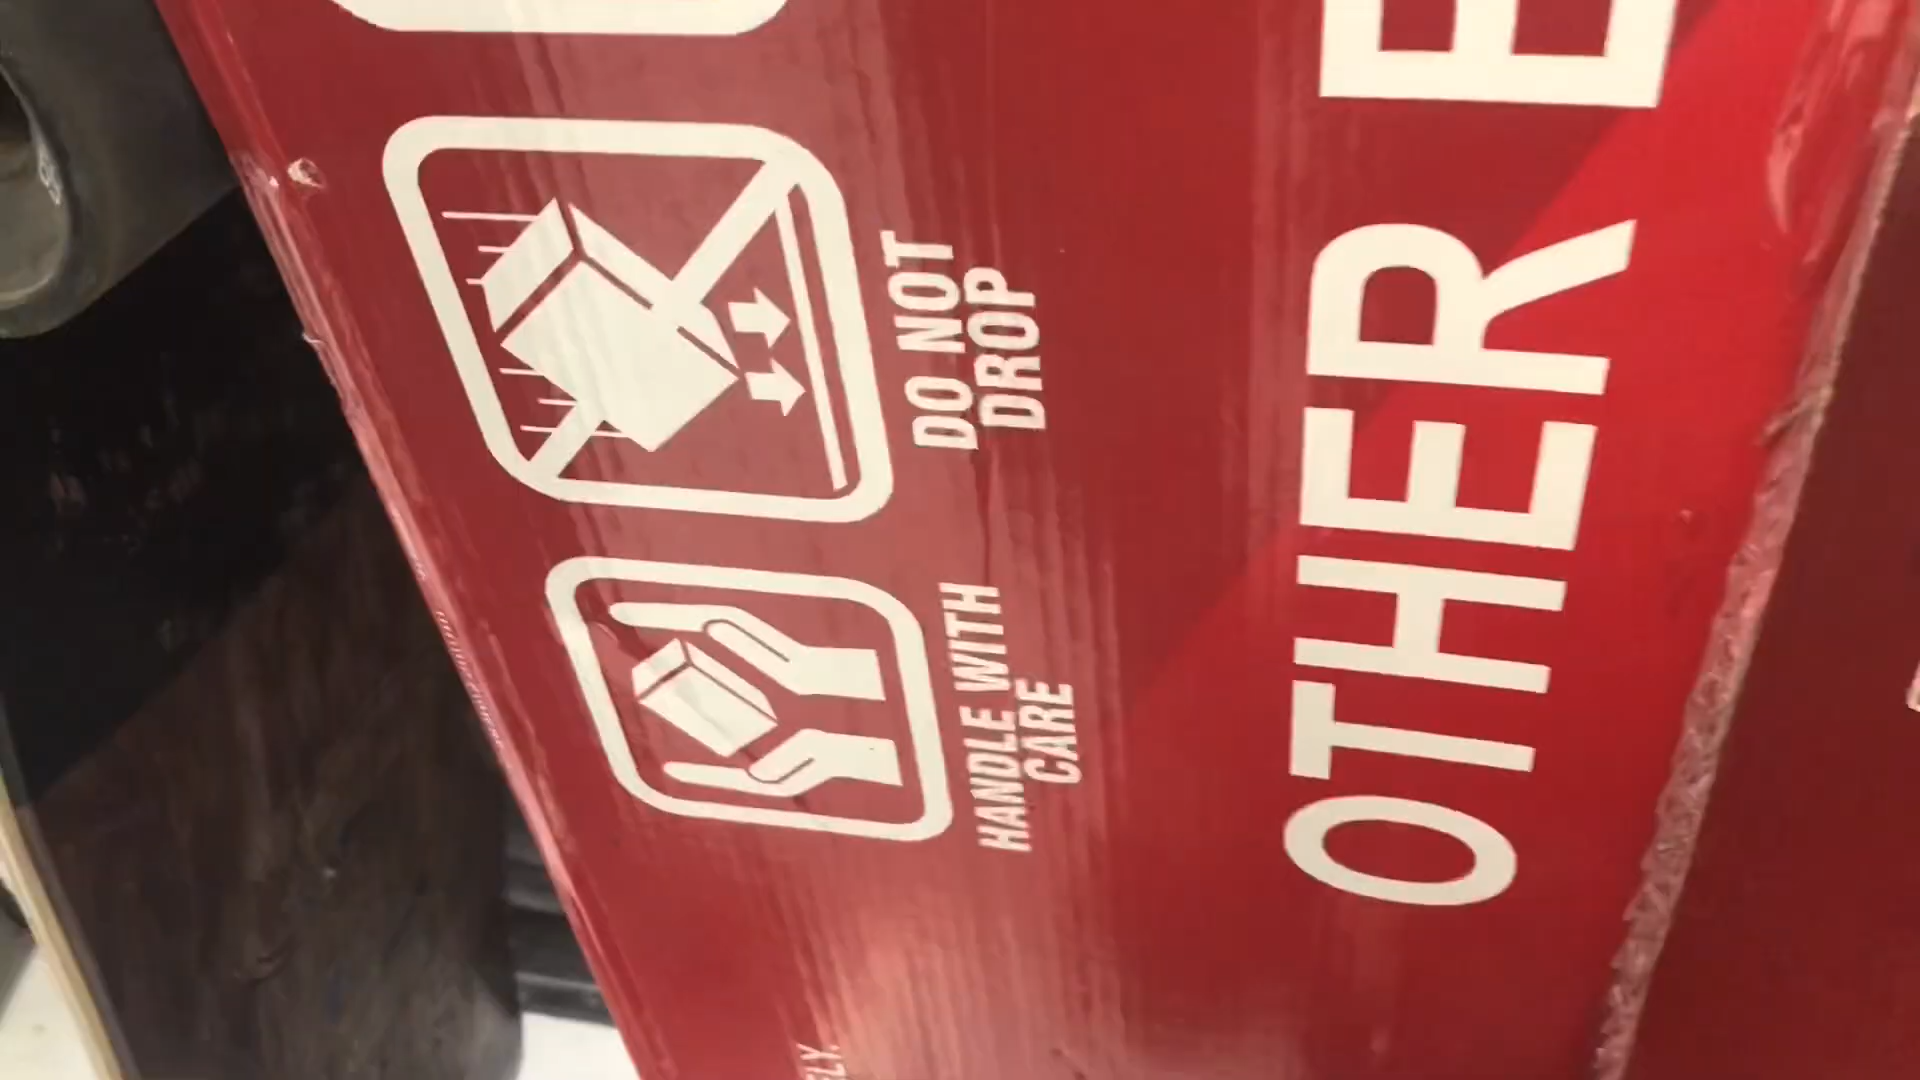 HANDLE WITH
CARE
DO NOT
DROP
OTHER E